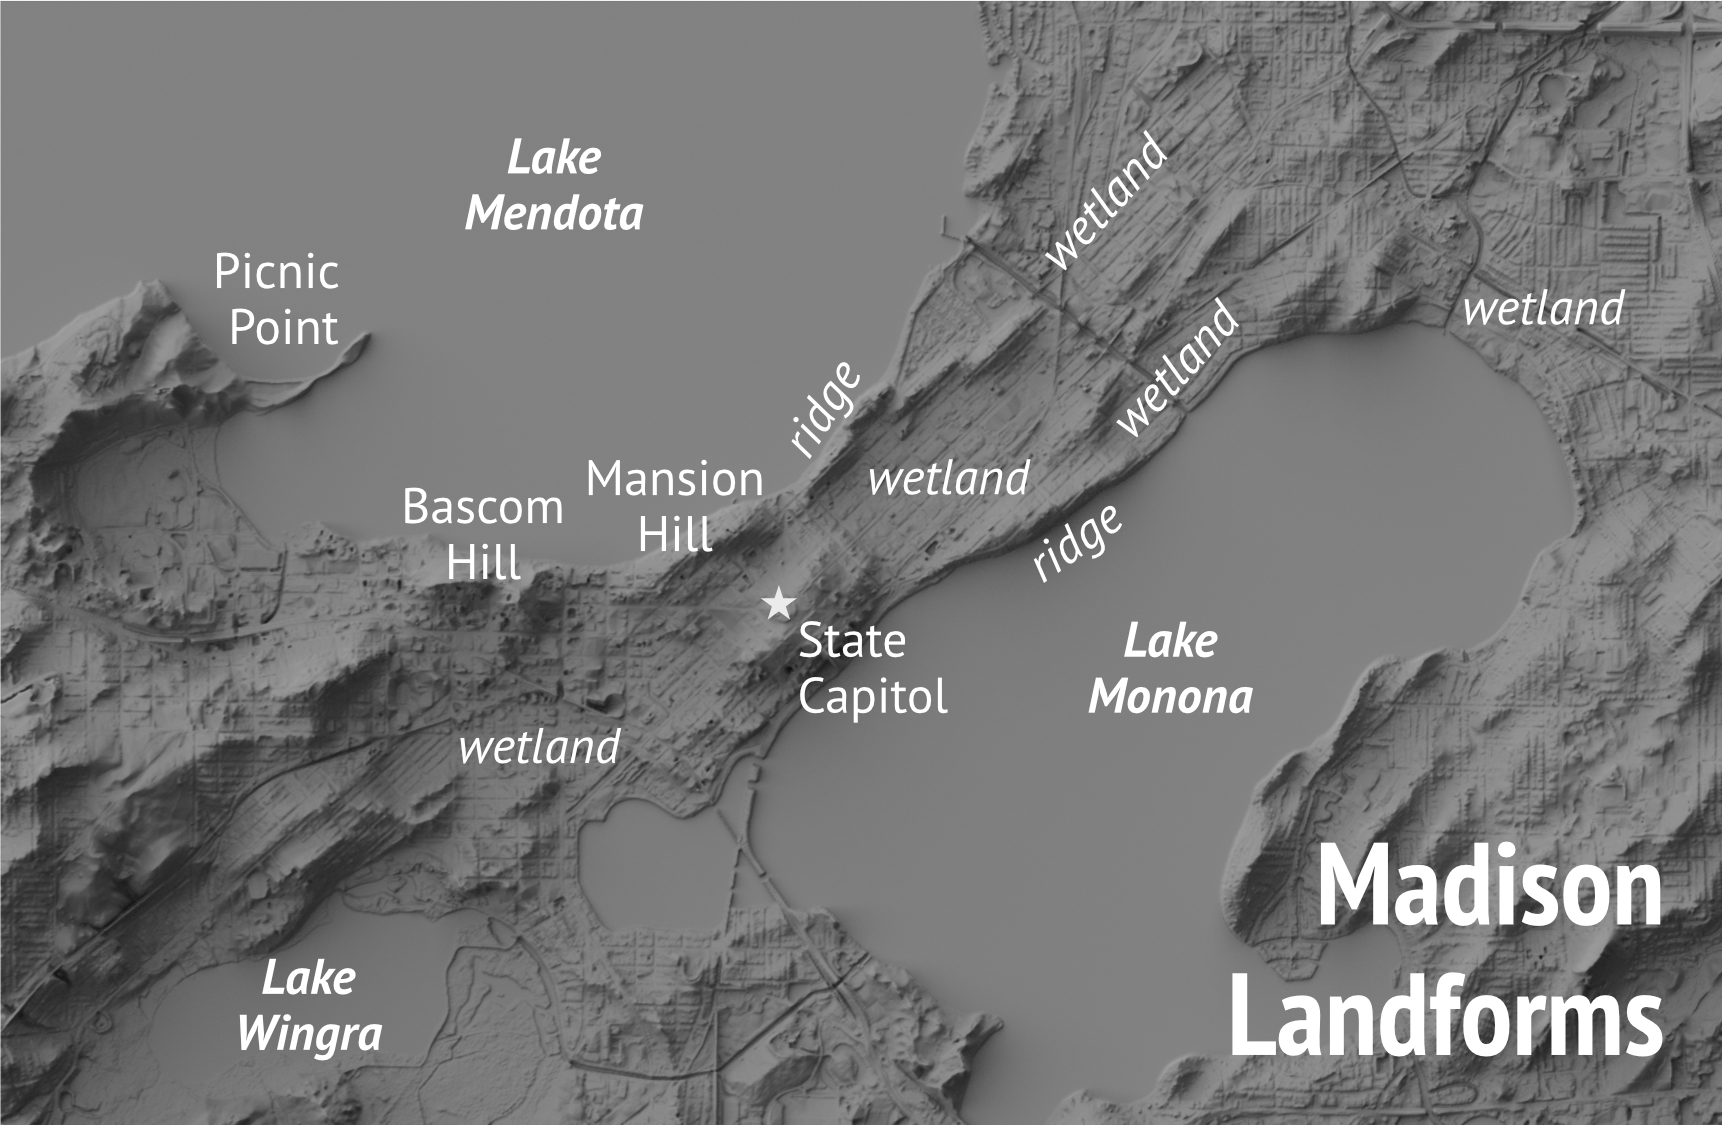 Lake
Mendota
Picnic
Point
wetland
wetland
wetland
ridge
wetland
Mansion
Hill
Bascom
Hill
ridge
State
Capitol
Lake
Monona
wetland
Lake
Wingra
Madison
Landforms